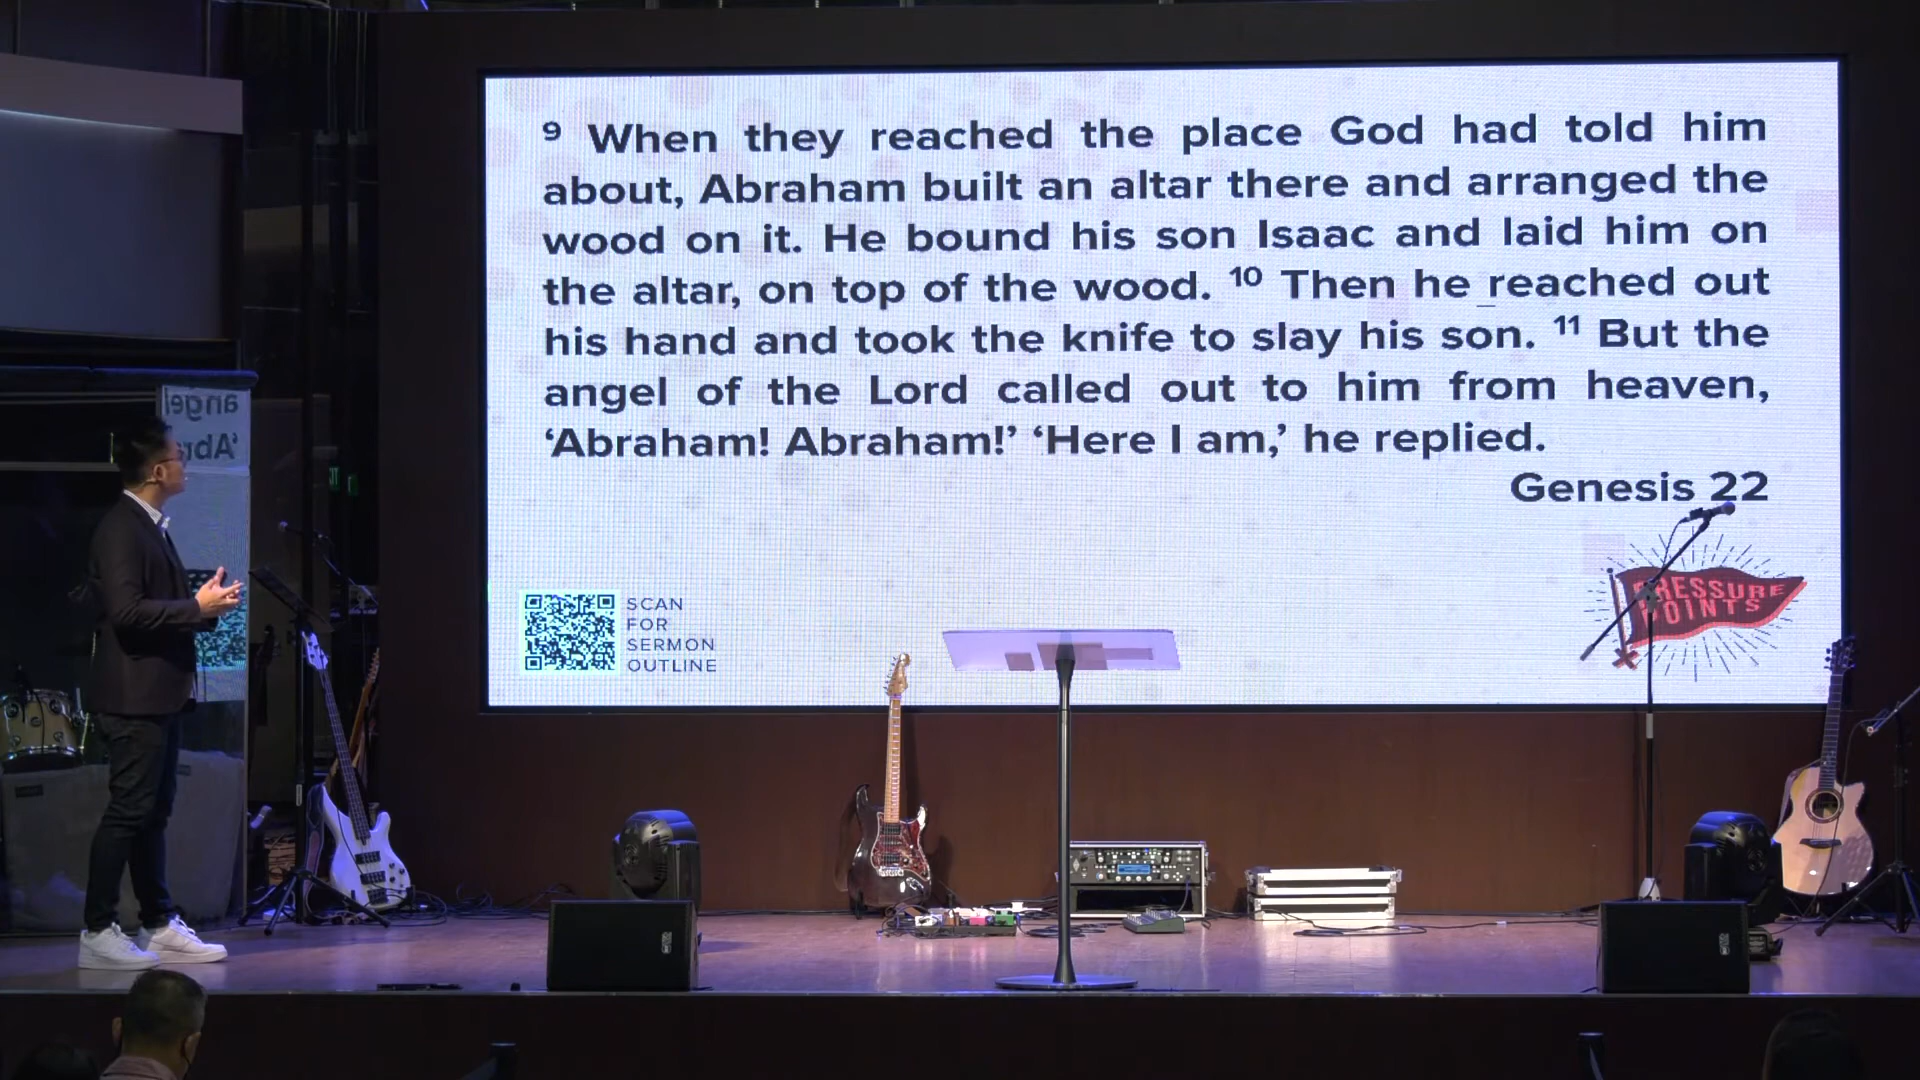 9 When they reached the place God had told him
about, Abraham built an altar there and arranged the
wood on it. He bound his son Isaac and laid him on
the altar, on top of the wood. 10 Then he reached out
his hand and took the knife to slay his son. 11 But the
angel of the Lord called out to him from heaven,
‘Abraham! Abraham!’ ‘Here I am,’ he replied.
Genesis 22
SCAN
FOR
SERMON
OUTLINE
PRESSURE
POINTS
angel
‘Abra